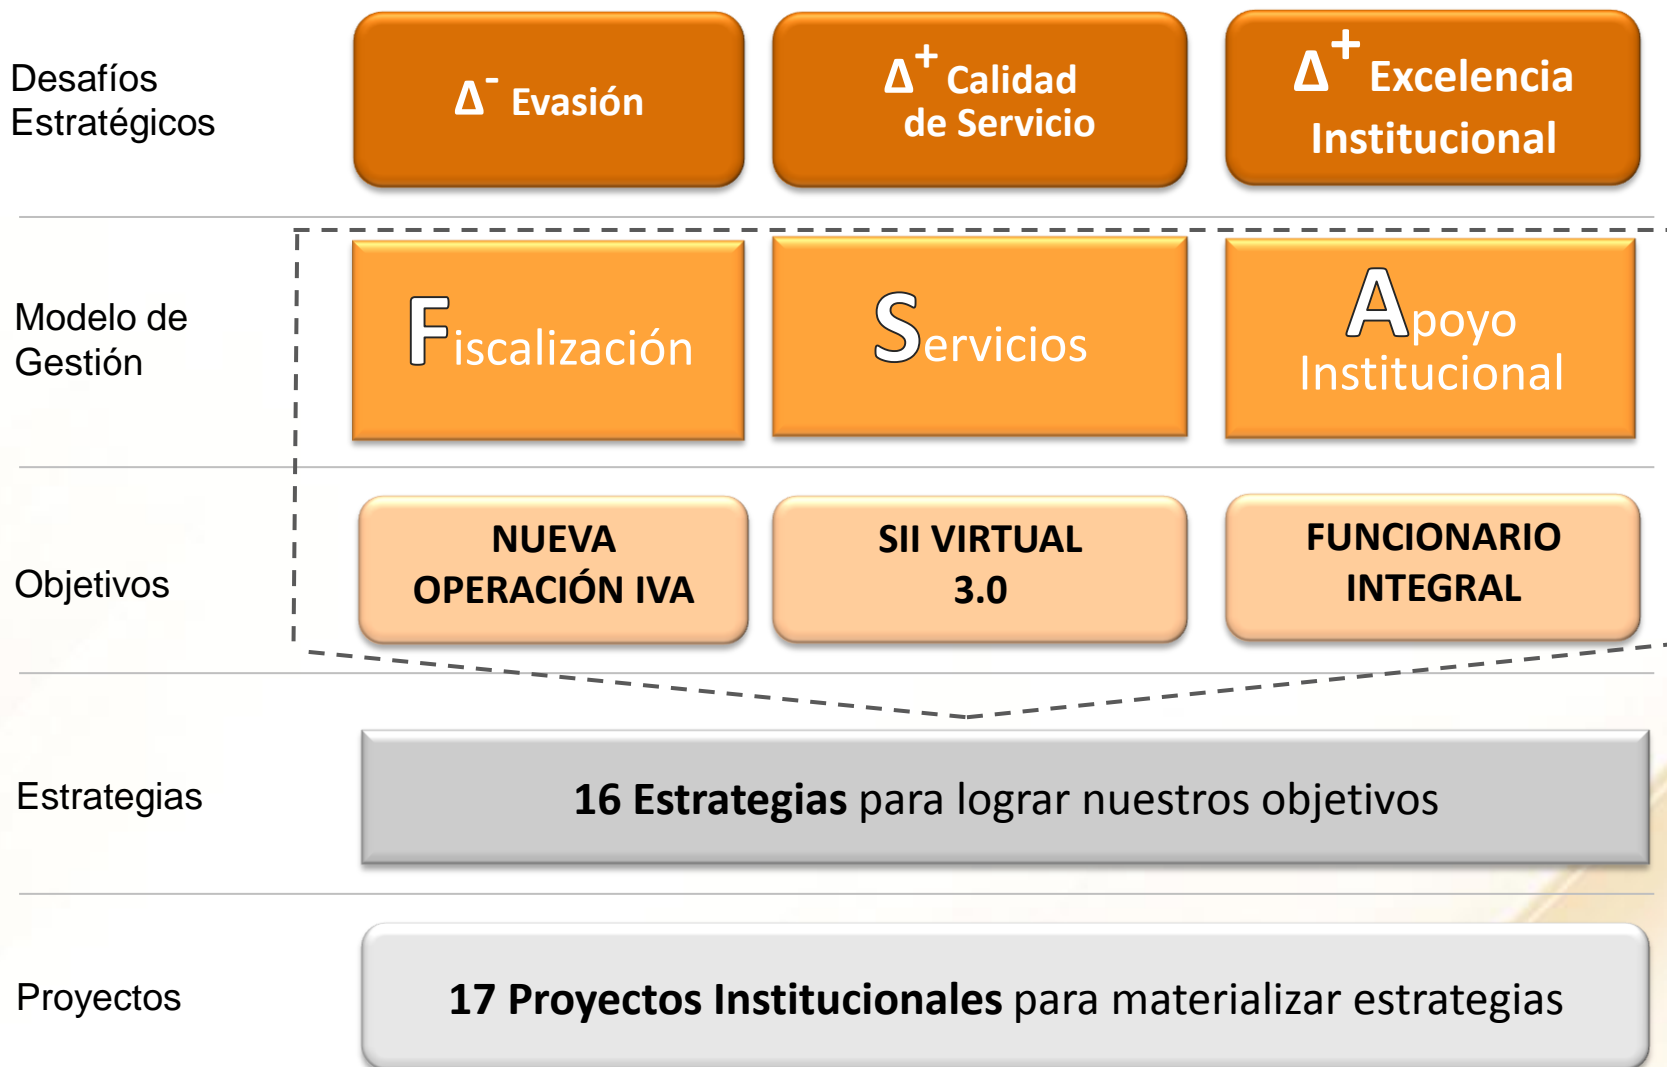 Desafíos
Estratégicos
Δ⁻ Evasión
Δ⁺ Calidad
de Servicio
Δ⁺ Excelencia
Institucional
Modelo de
Gestión
Fiscalización
Servicios
Apoyo
Institucional
Objetivos
NUEVA
OPERACIÓN IVA
SII VIRTUAL
3.0
FUNCIONARIO
INTEGRAL
Estrategias
16 Estrategias para lograr nuestros objetivos
Proyectos
17 Proyectos Institucionales para materializar estrategias